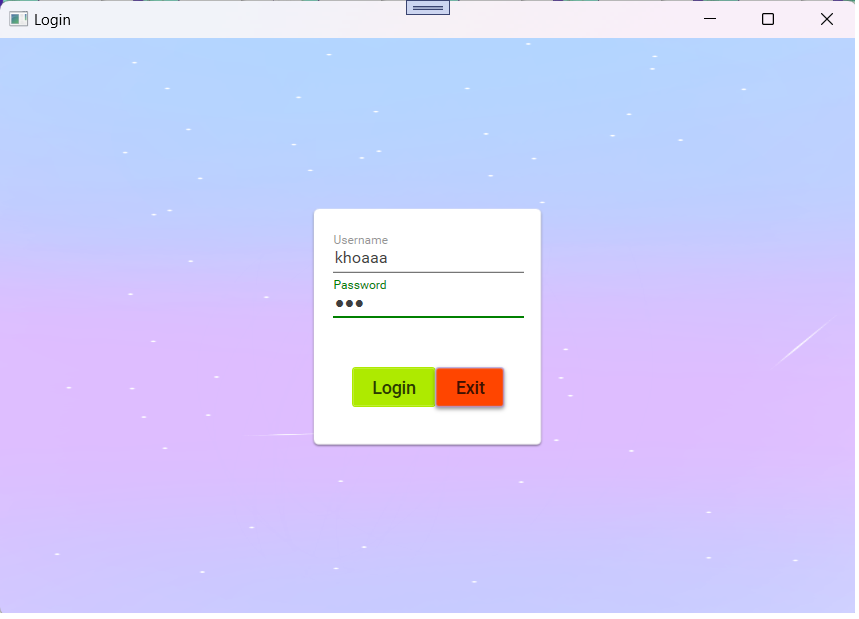 Login
Username
khoaaa
Password
●●●
Login Exit